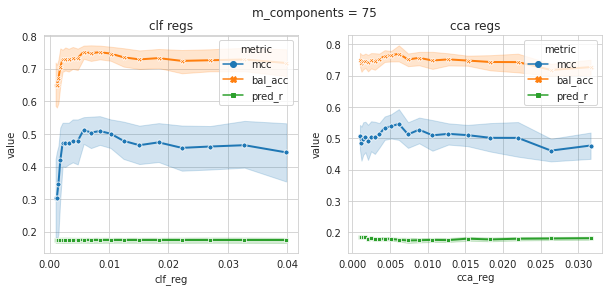 m_components = 75
clf regs
cca regs
0.8
0.7
0.6
0.5
0.4
0.3
0.2
value
0.00
0.01
0.02
0.03
0.04
clf_reg
metric
mcc
bal_acc
pred_r
0.8
0.7
0.6
0.5
0.4
0.3
0.2
value
0.000
0.005
0.010
0.015
0.020
0.025
0.030
cca_reg
metric
mcc
bal_acc
pred_r